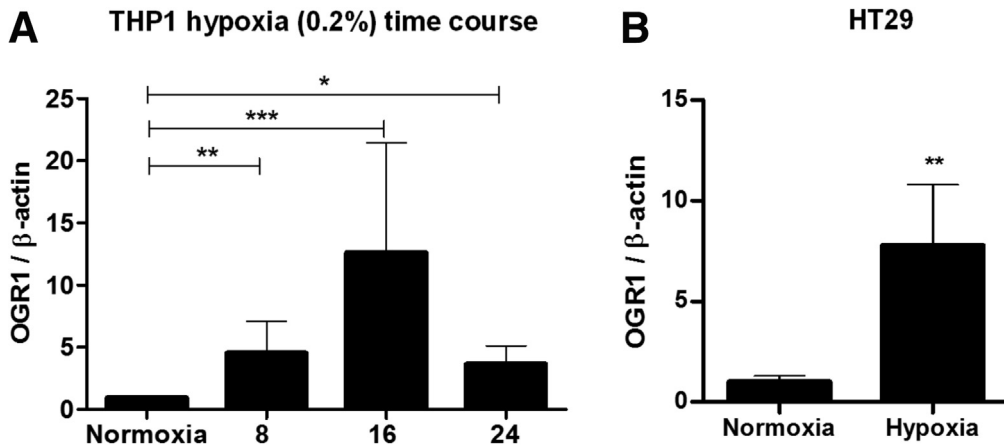 A THP1 hypoxia (0.2%) time course
25
20
15
10
5
0
OGR1 / β-actin
*
***
**
Normoxia 8 16 24
B HT29
15
10
5
0
OGR1 / β-actin
**
Normoxia Hypoxia